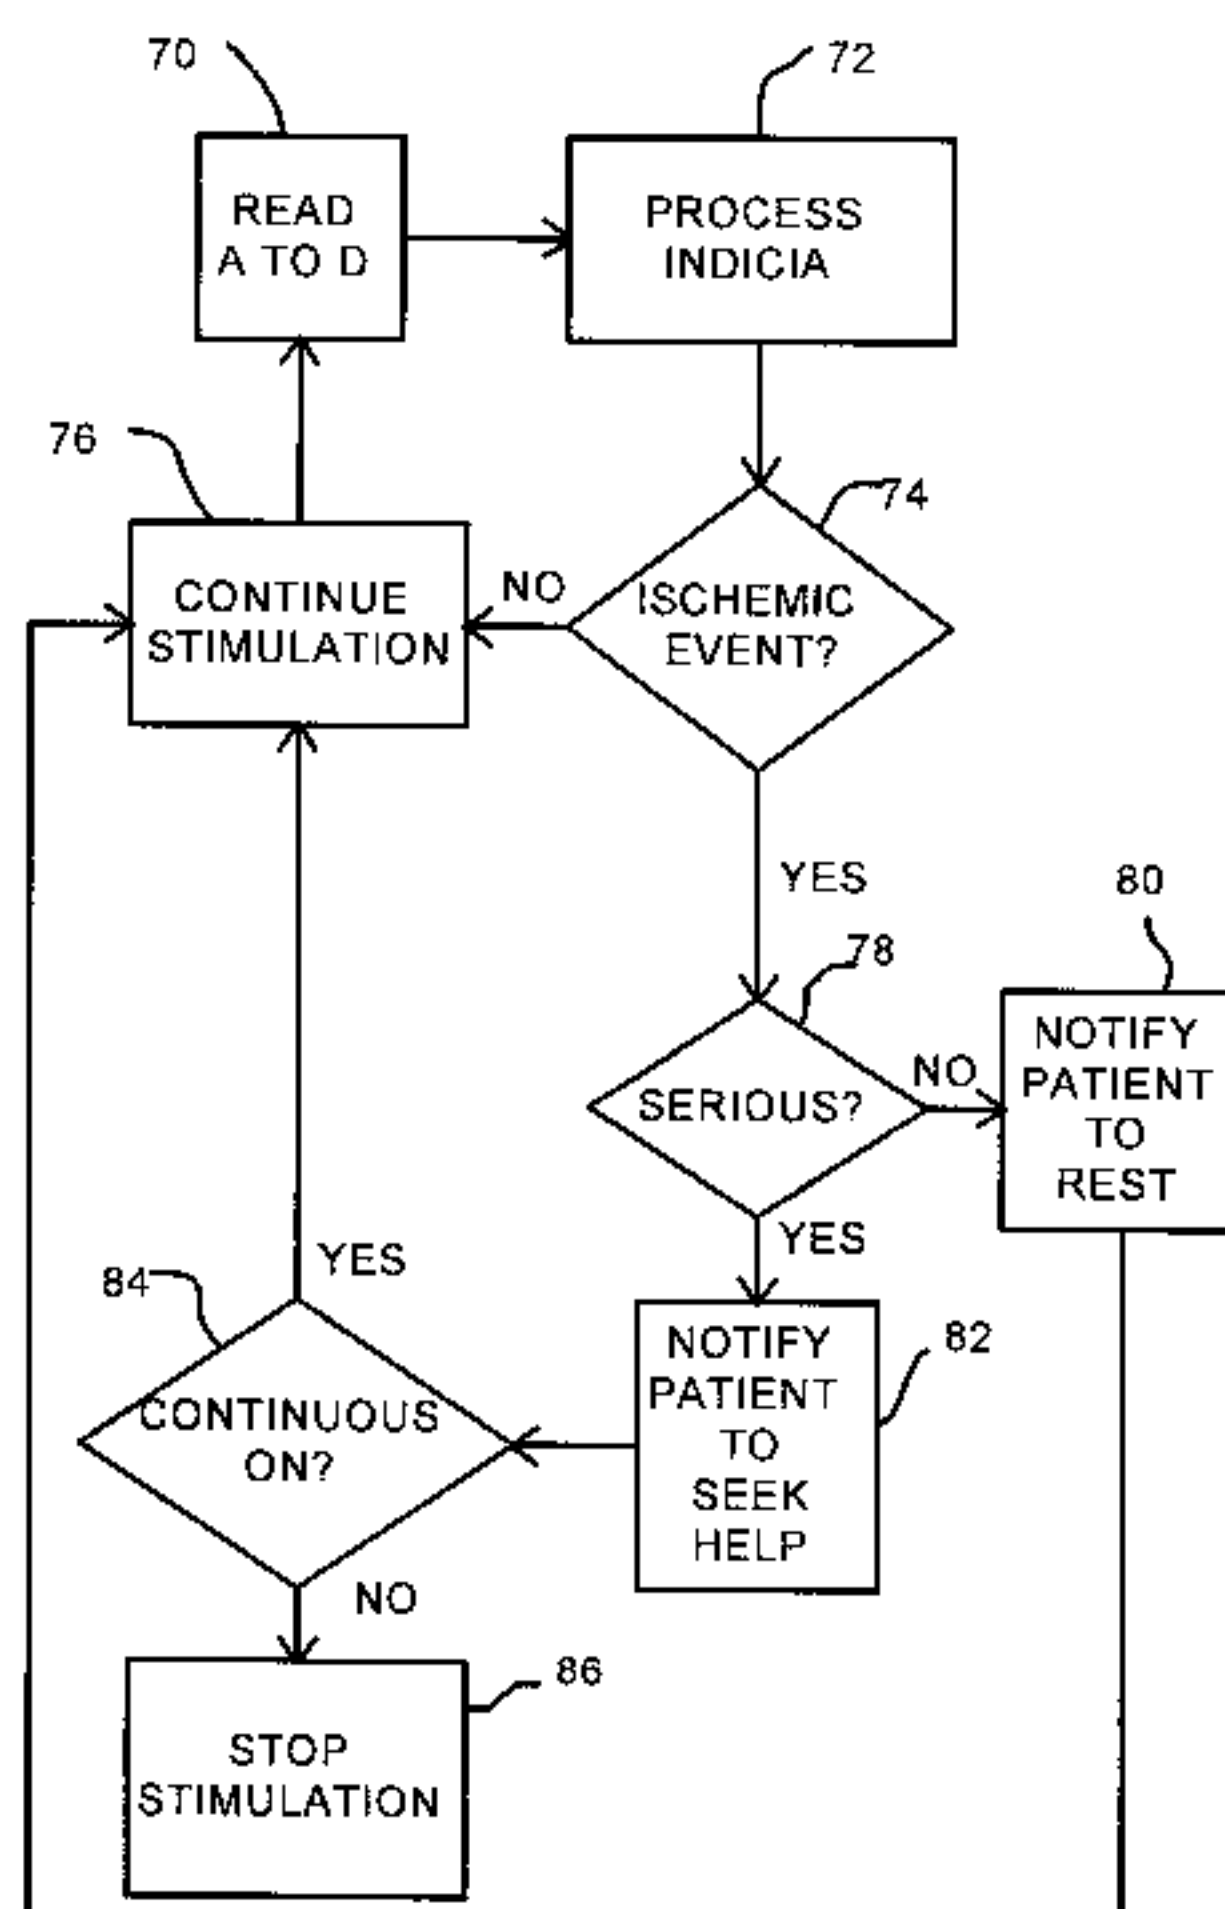 70
72
READ
A TO D
PROCESS
INDICIA
76
74
CONTINUE
STIMULATION
NO
ISCHEMIC
EVENT?
YES
80
78
NOTIFY
PATIENT
TO
REST
NO
SERIOUS?
YES
YES
84
82
NOTIFY
PATIENT
TO
SEEK
HELP
CONTINUOUS
ON?
NO
86
STOP
STIMULATION